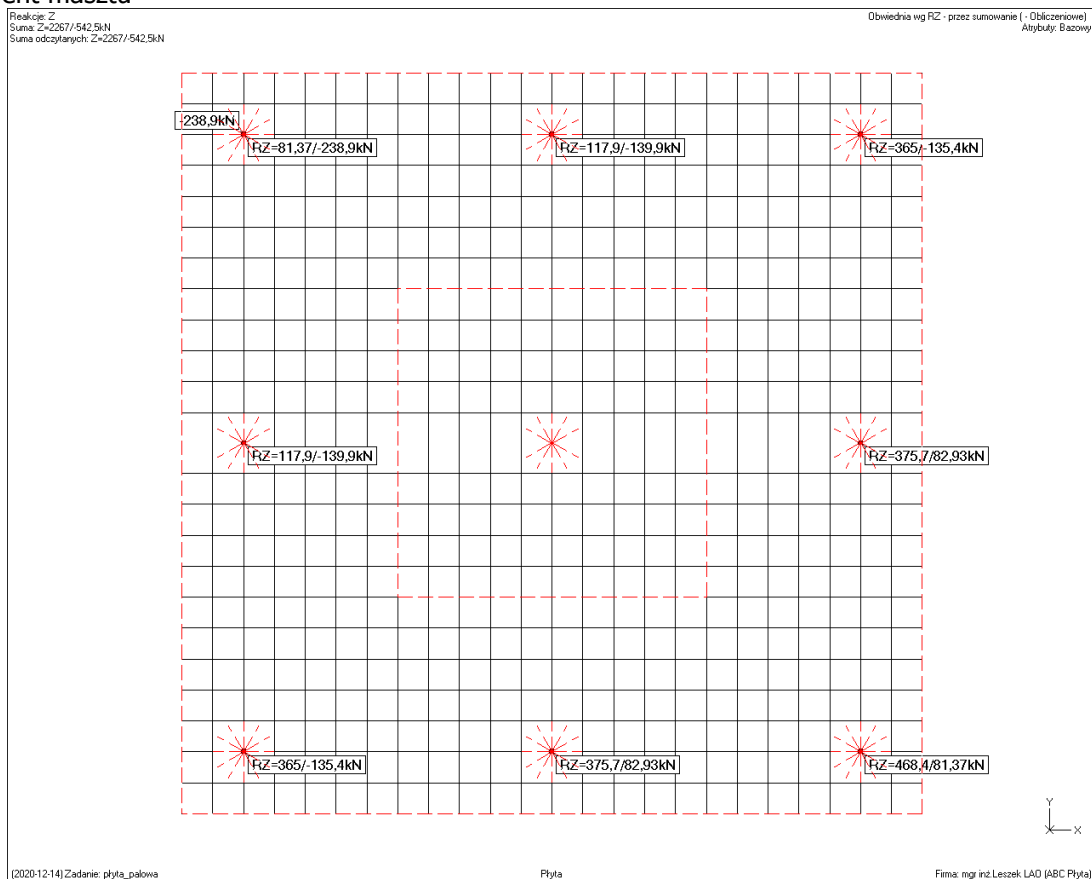 Reakcje: Z
Suma: Z=2267/-542,5kN
Suma odczytanych: Z=2267/-542,5kN
Obwiednia wg RZ - przez sumowanie ( - Obliczeniowe)
Atrybuty: Bazowy
-238,9kN
RZ=81,37/-238,9kN
RZ=117,9/-139,9kN
RZ=365/-135,4kN
RZ=117,9/-139,9kN
RZ=375,7/82,93kN
RZ=365/-135,4kN
RZ=375,7/82,93kN
RZ=468,4/81,37kN
Y
X
(2020-12-14) Zadanie: płyta_palowa
Płyta
Firma: mgr inż.Leszek LAO (ABC Płyta)